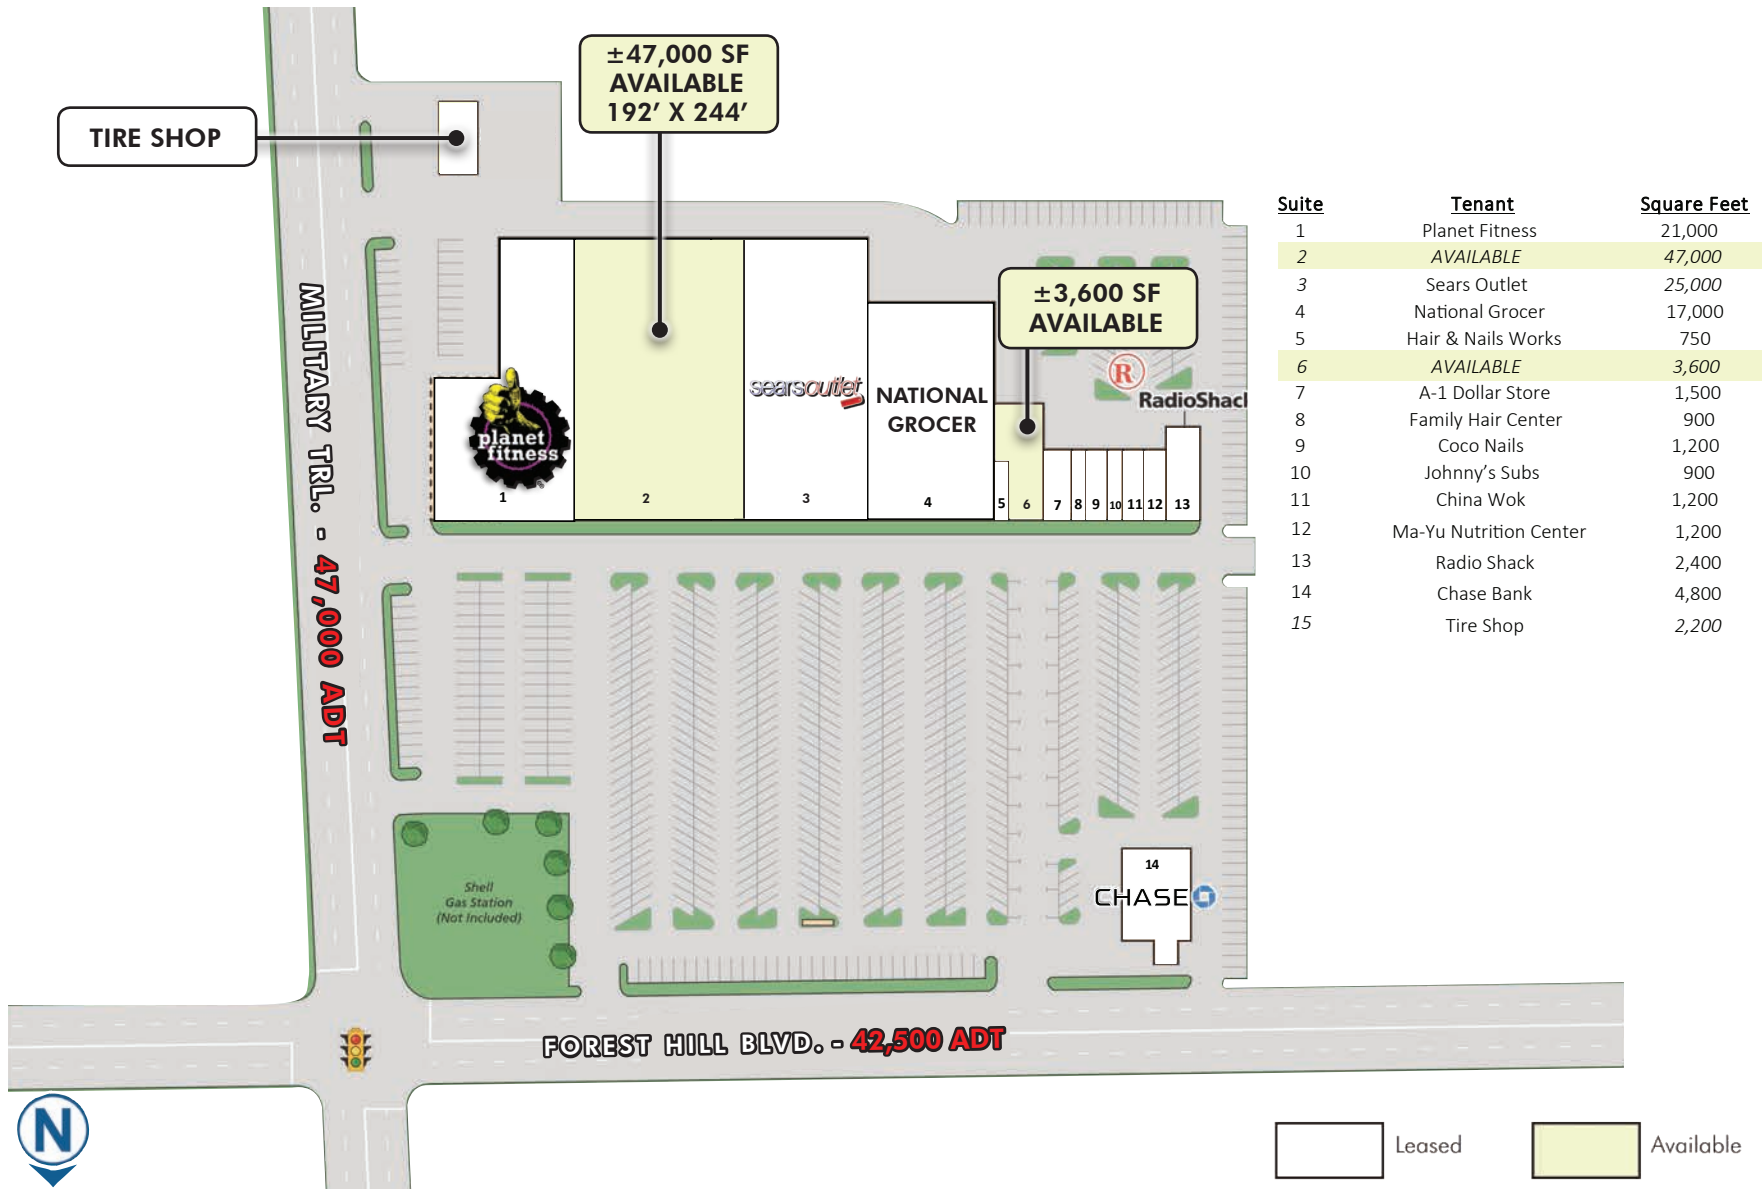 ±47,000 SF
AVAILABLE
192’ X 244’
TIRE SHOP
±3,600 SF
AVAILABLE
Suite Tenant Square Feet
1 Planet Fitness 21,000
2 AVAILABLE 47,000
3 Sears Outlet 25,000
4 National Grocer 17,000
5 Hair & Nails Works 750
6 AVAILABLE 3,600
7 A-1 Dollar Store 1,500
8 Family Hair Center 900
9 Coco Nails 1,200
10 Johnny’s Subs 900
11 China Wok 1,200
12 Ma-Yu Nutrition Center 1,200
13 Radio Shack 2,400
14 Chase Bank 4,800
15 Tire Shop 2,200
MILITARY TRL. - 47,000 ADT
planet
fitness
searsoutlet
NATIONAL
GROCER
R
RadioShack
1 2 3 4 5 6 7 8 9 10 11 12 13
14
CHASE
Shell
Gas Station
(Not Included)
FOREST HILL BLVD. - 42,500 ADT
N
Leased
Available